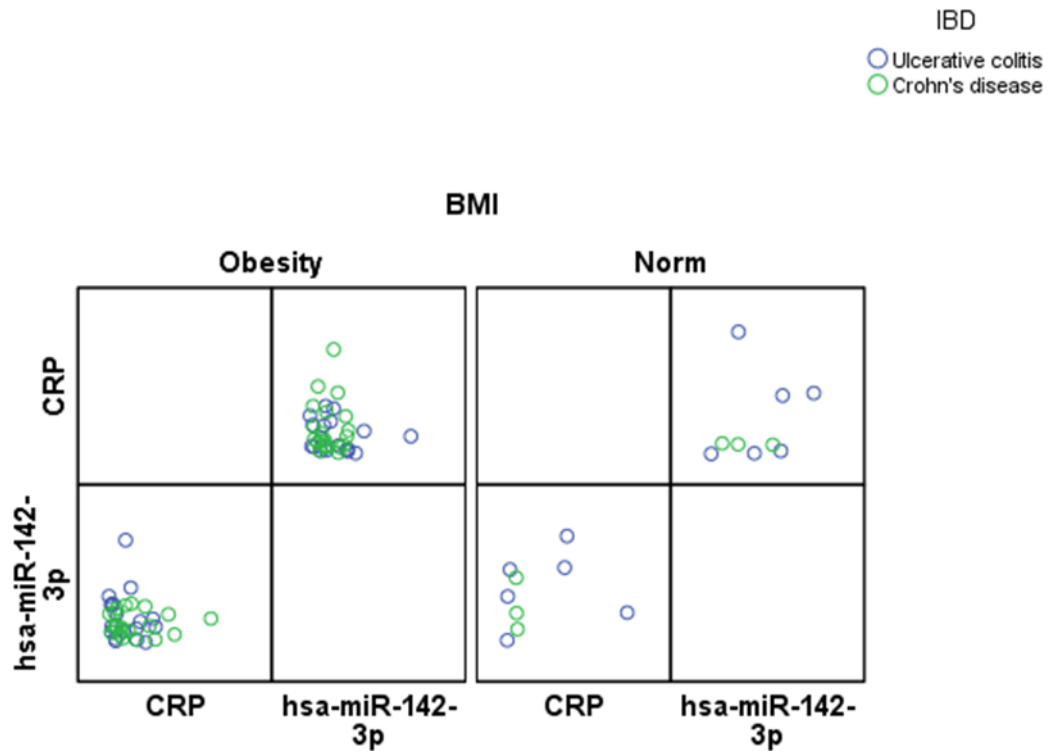 IBD
Ulcerative colitis
Crohn's disease
BMI
Obesity
Norm
CRP
hsa-miR-142-
3p
CRP
hsa-miR-142-
3p
CRP
hsa-miR-142-
3p